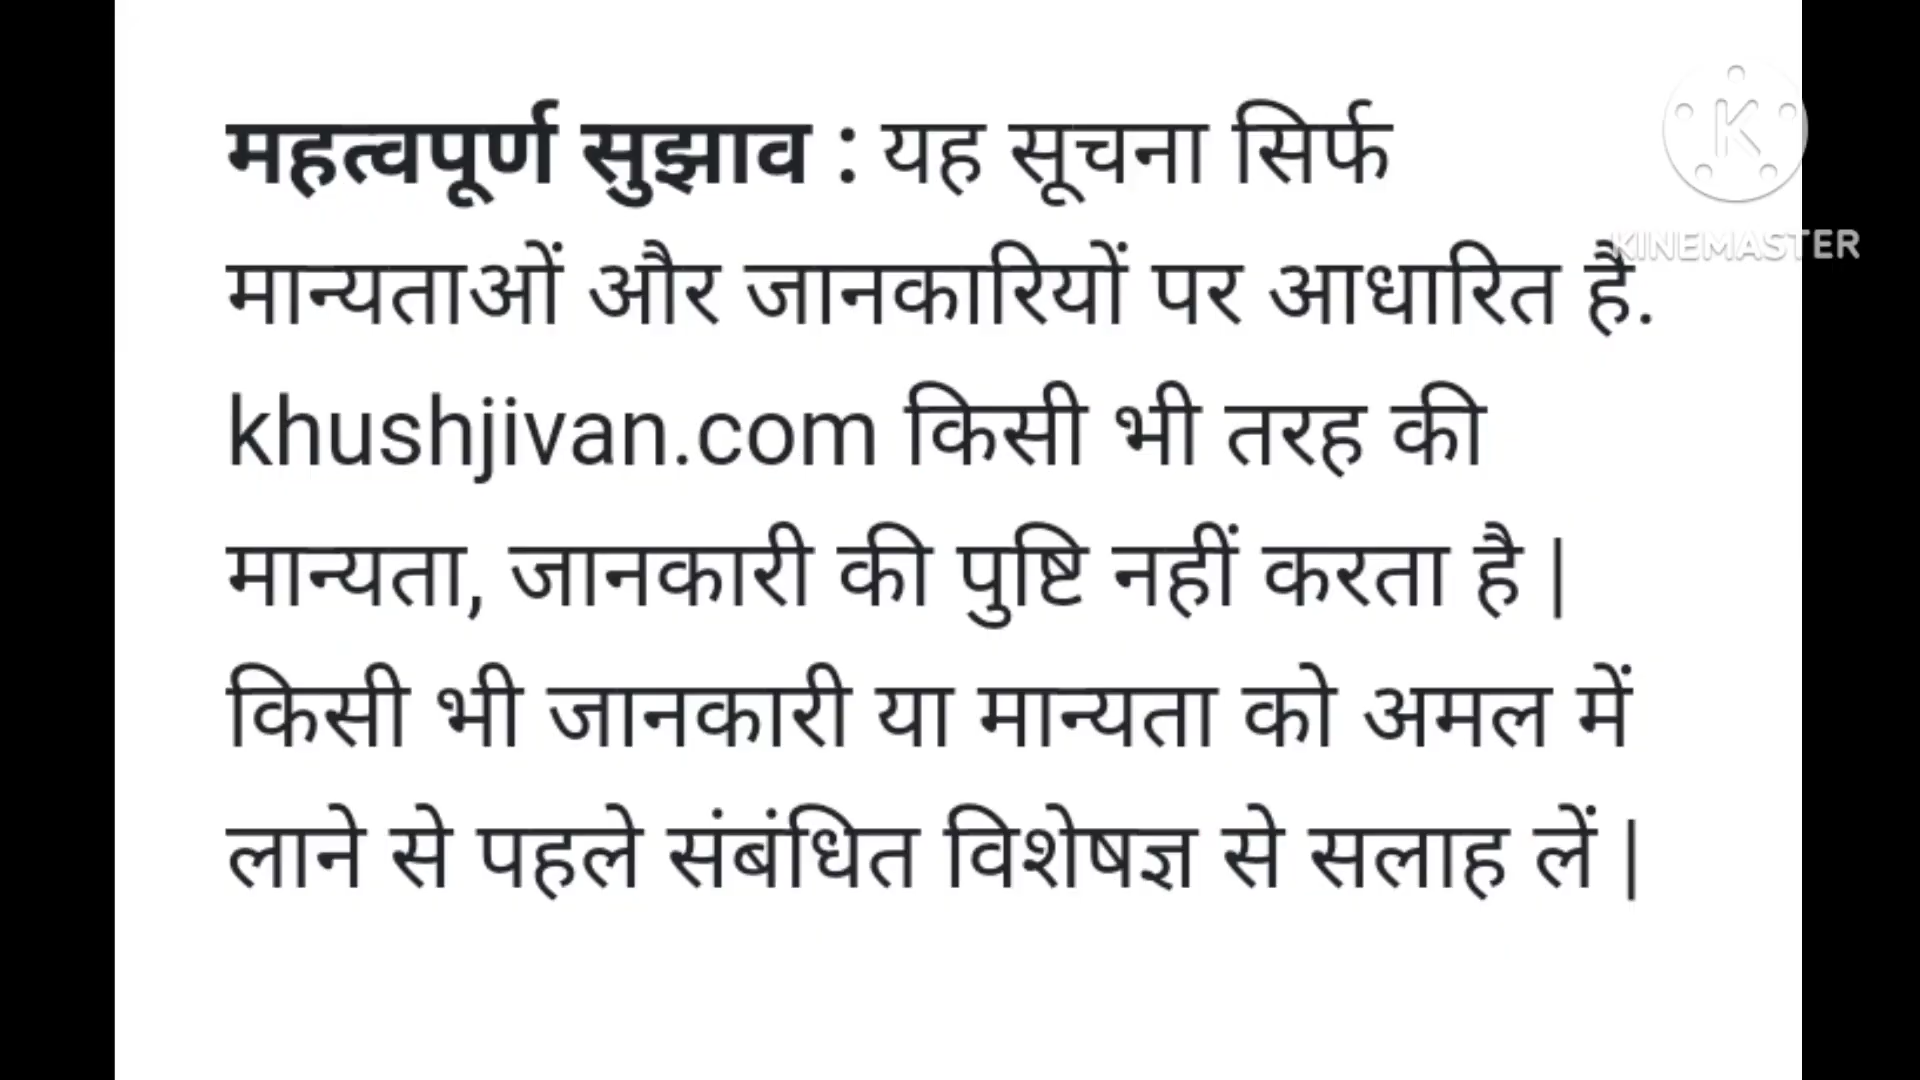 महत्वपूर्ण सुझाव : यह सूचना सिर्फ
मान्यताओं और जानकारियों पर आधारित है.
khushjivan.com किसी भी तरह की
मान्यता, जानकारी की पुष्टि नहीं करता है |
किसी भी जानकारी या मान्यता को अमल में
लाने से पहले संबंधित विशेषज्ञ से सलाह लें |
K
KINEMASTER